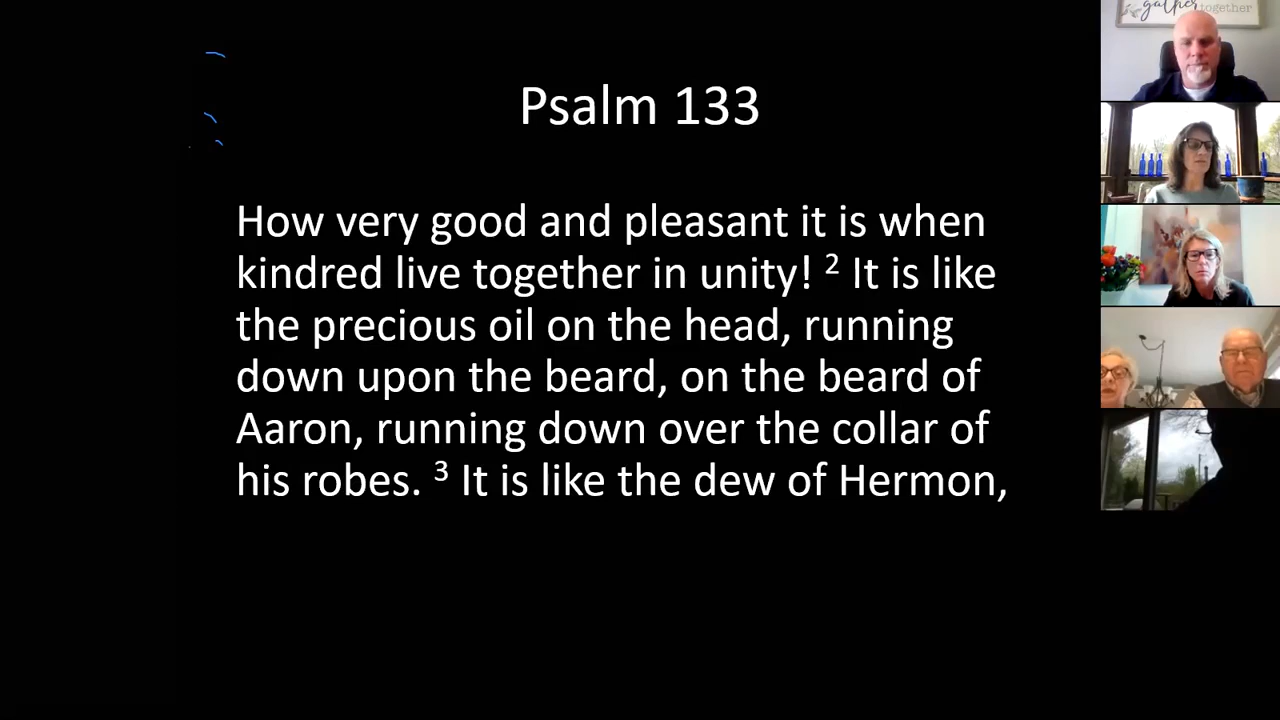 Psalm 133
How very good and pleasant it is when
kindred live together in unity! 2 It is like
the precious oil on the head, running
down upon the beard, on the beard of
Aaron, running down over the collar of
his robes. 3 It is like the dew of Hermon,
gather
together